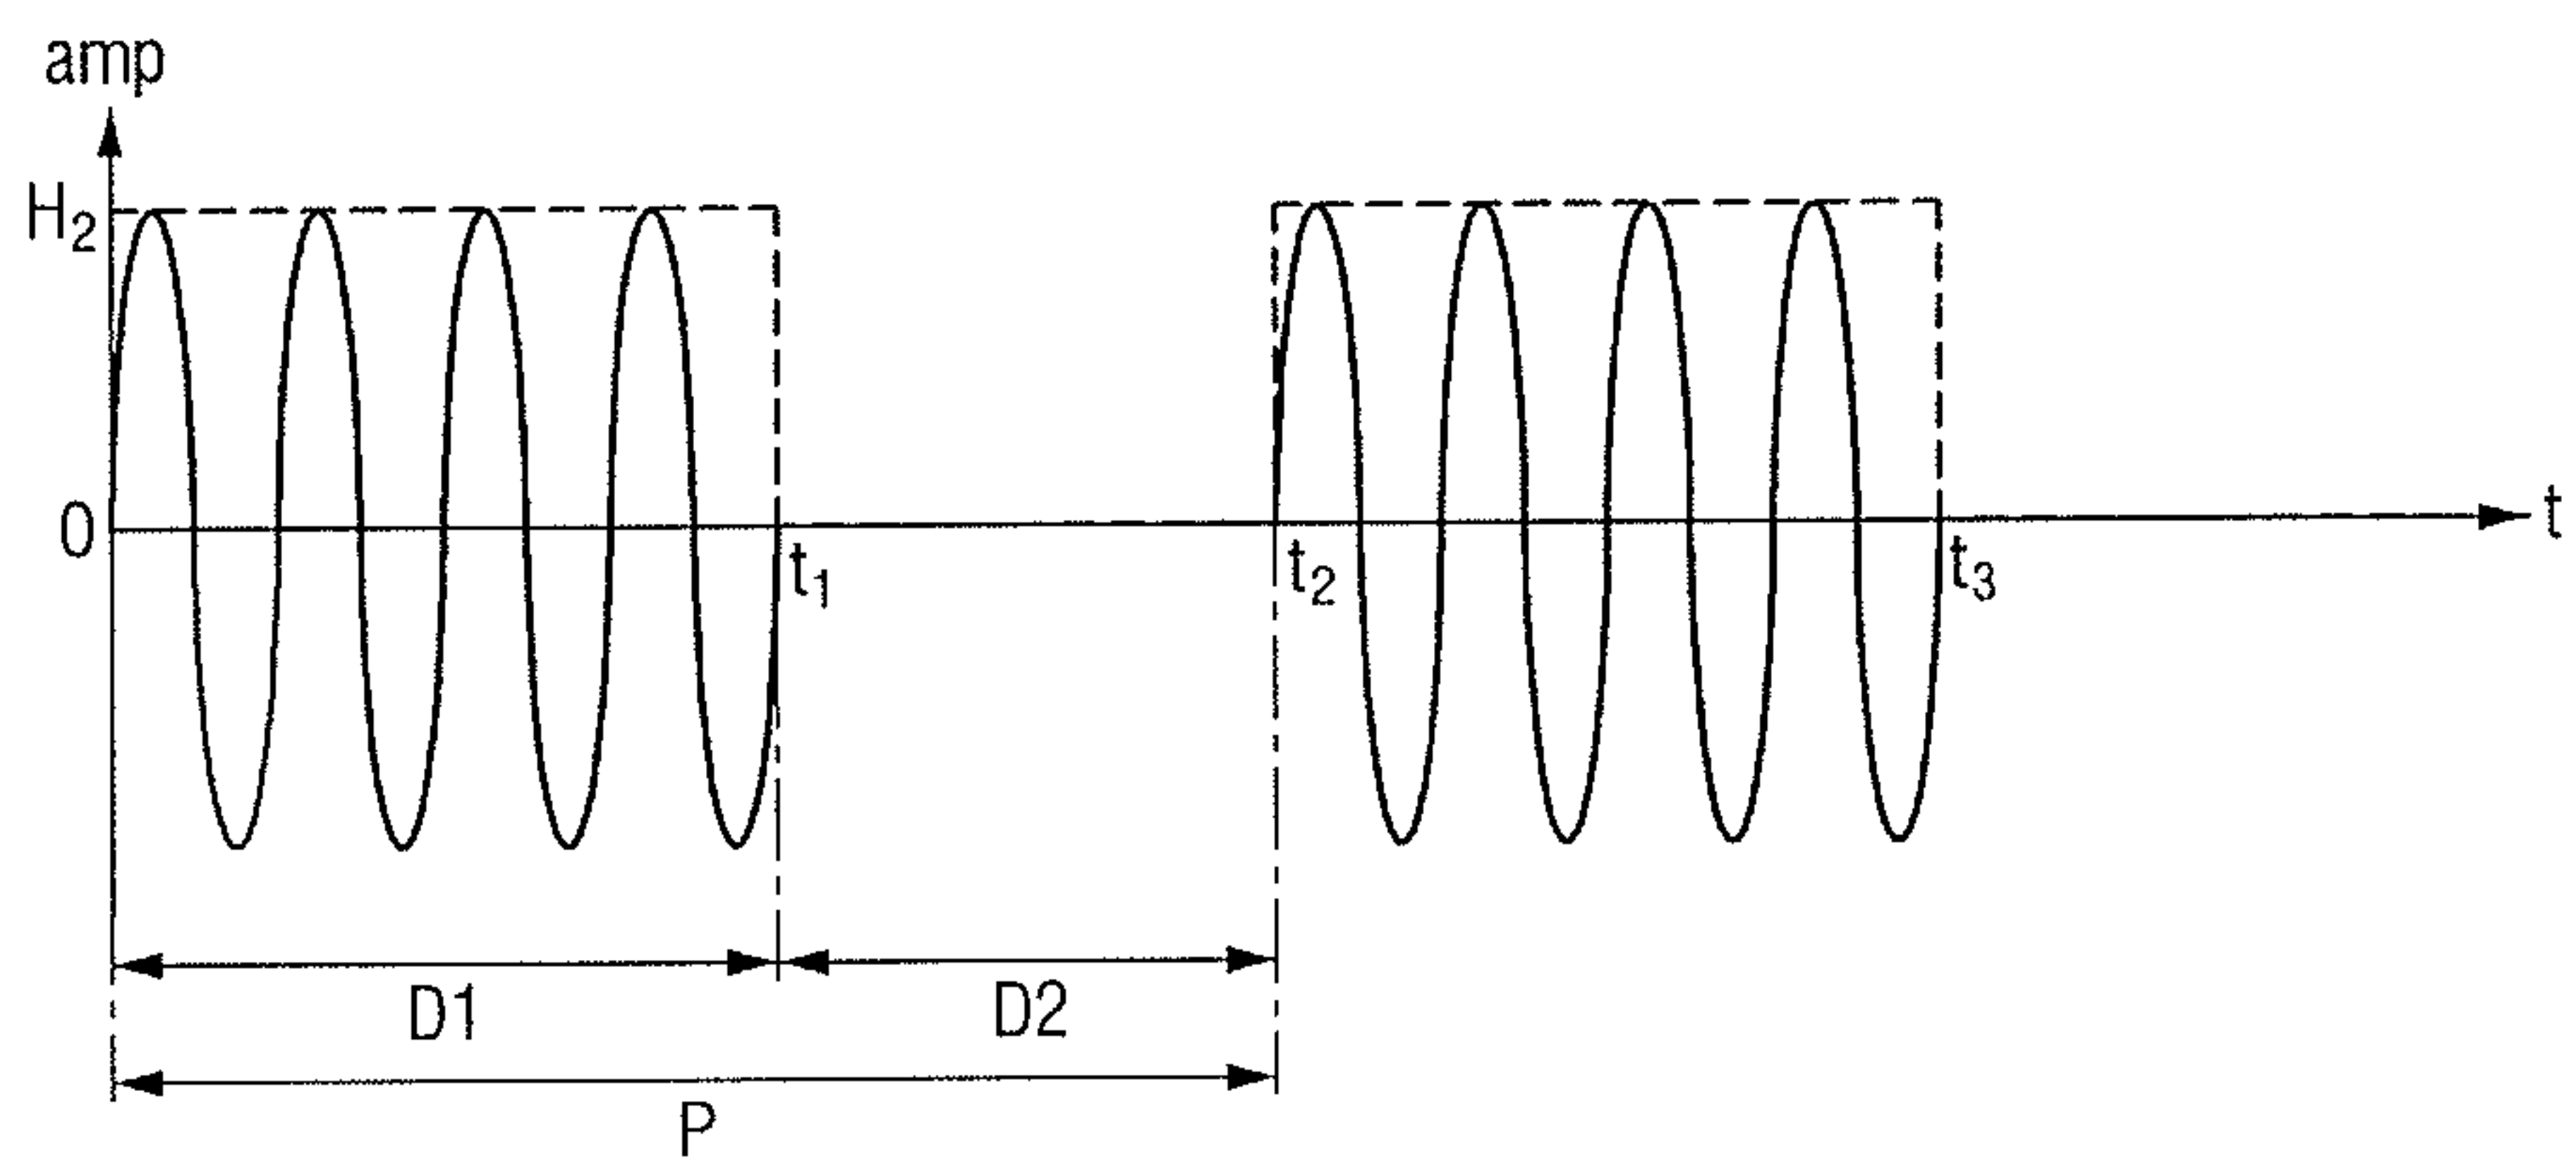 amp
H₂
0 t
t₁ t₂ t₃
D1 D2
P